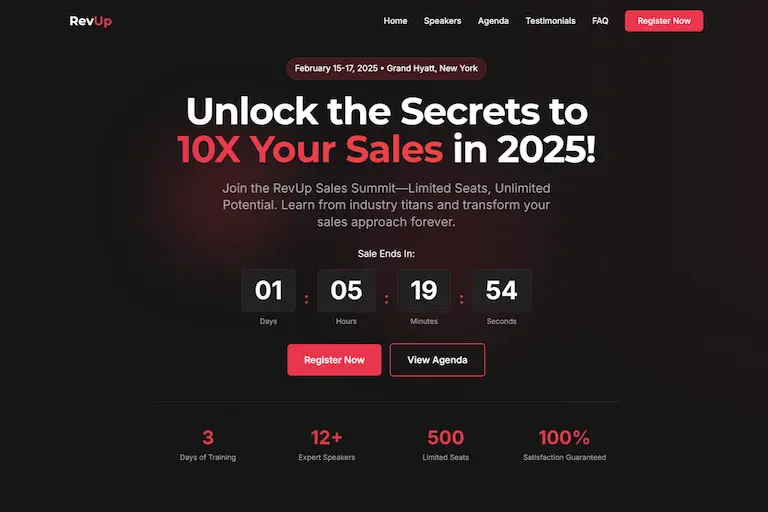 RevUp
Home Speakers Agenda Testimonials FAQ Register Now
February 15-17, 2025 • Grand Hyatt, New York
Unlock the Secrets to
10X Your Sales in 2025!
Join the RevUp Sales Summit—Limited Seats, Unlimited
Potential. Learn from industry titans and transform your
sales approach forever.
Sale Ends In:
01 : 05 : 19 : 54
Days Hours Minutes Seconds
Register Now View Agenda
3 12+ 500 100%
Days of Training Expert Speakers Limited Seats Satisfaction Guaranteed